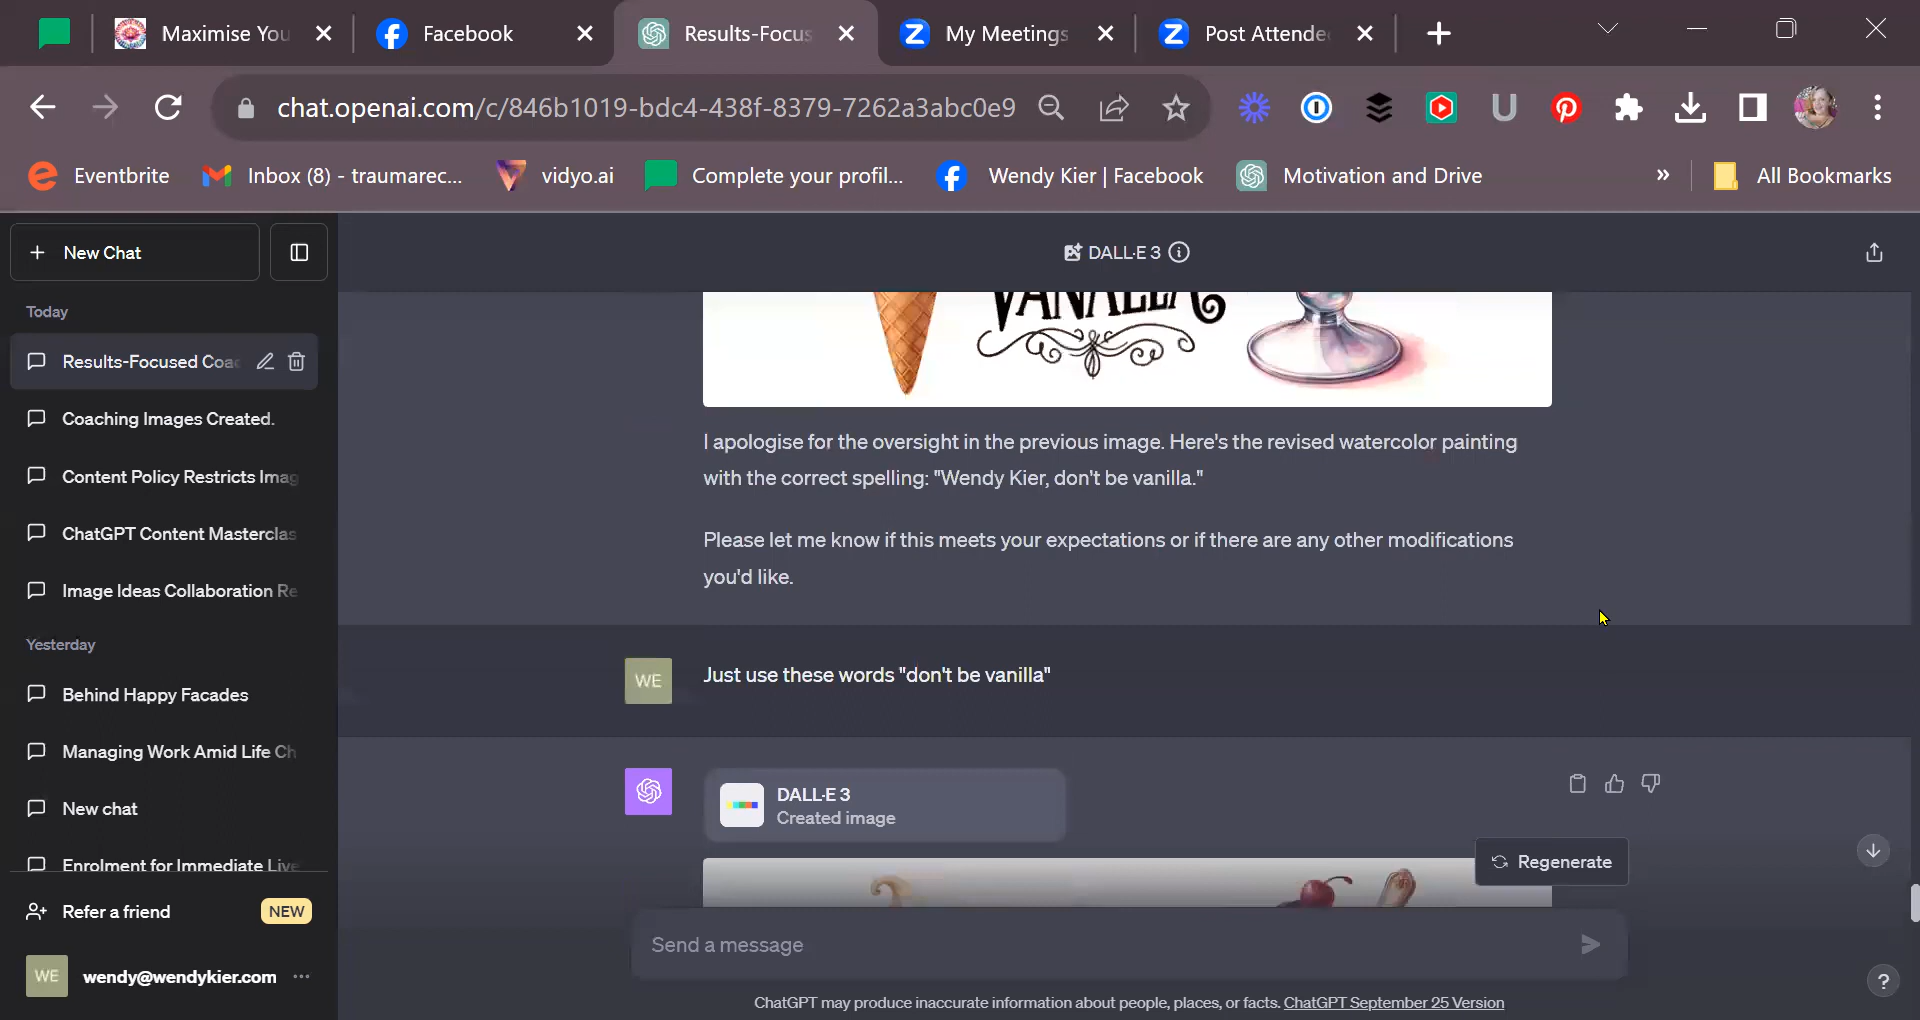 Maximise You
Facebook
Results-Focus
My Meetings
Post Attende
chat.openai.com/c/846b1019-bdc4-438f-8379-7262a3abc0e9
Eventbrite
Inbox (8) - traumarec...
vidyo.ai
Complete your profil...
Wendy Kier | Facebook
Motivation and Drive
»
All Bookmarks
New Chat
DALL·E 3
Today
Results-Focused Coa
Coaching Images Created.
Content Policy Restricts Imag
ChatGPT Content Masterclas
Image Ideas Collaboration Re
Yesterday
Behind Happy Facades
Managing Work Amid Life Ch
New chat
Enrolment for Immediate Live
Refer a friend
NEW
WE
wendy@wendykier.com
I apologise for the oversight in the previous image. Here's the revised watercolor painting
with the correct spelling: "Wendy Kier, don't be vanilla."
Please let me know if this meets your expectations or if there are any other modifications
you'd like.
WE
Just use these words "don't be vanilla"
DALL·E 3
Created image
Regenerate
Send a message
?
ChatGPT may produce inaccurate information about people, places, or facts. ChatGPT September 25 Version